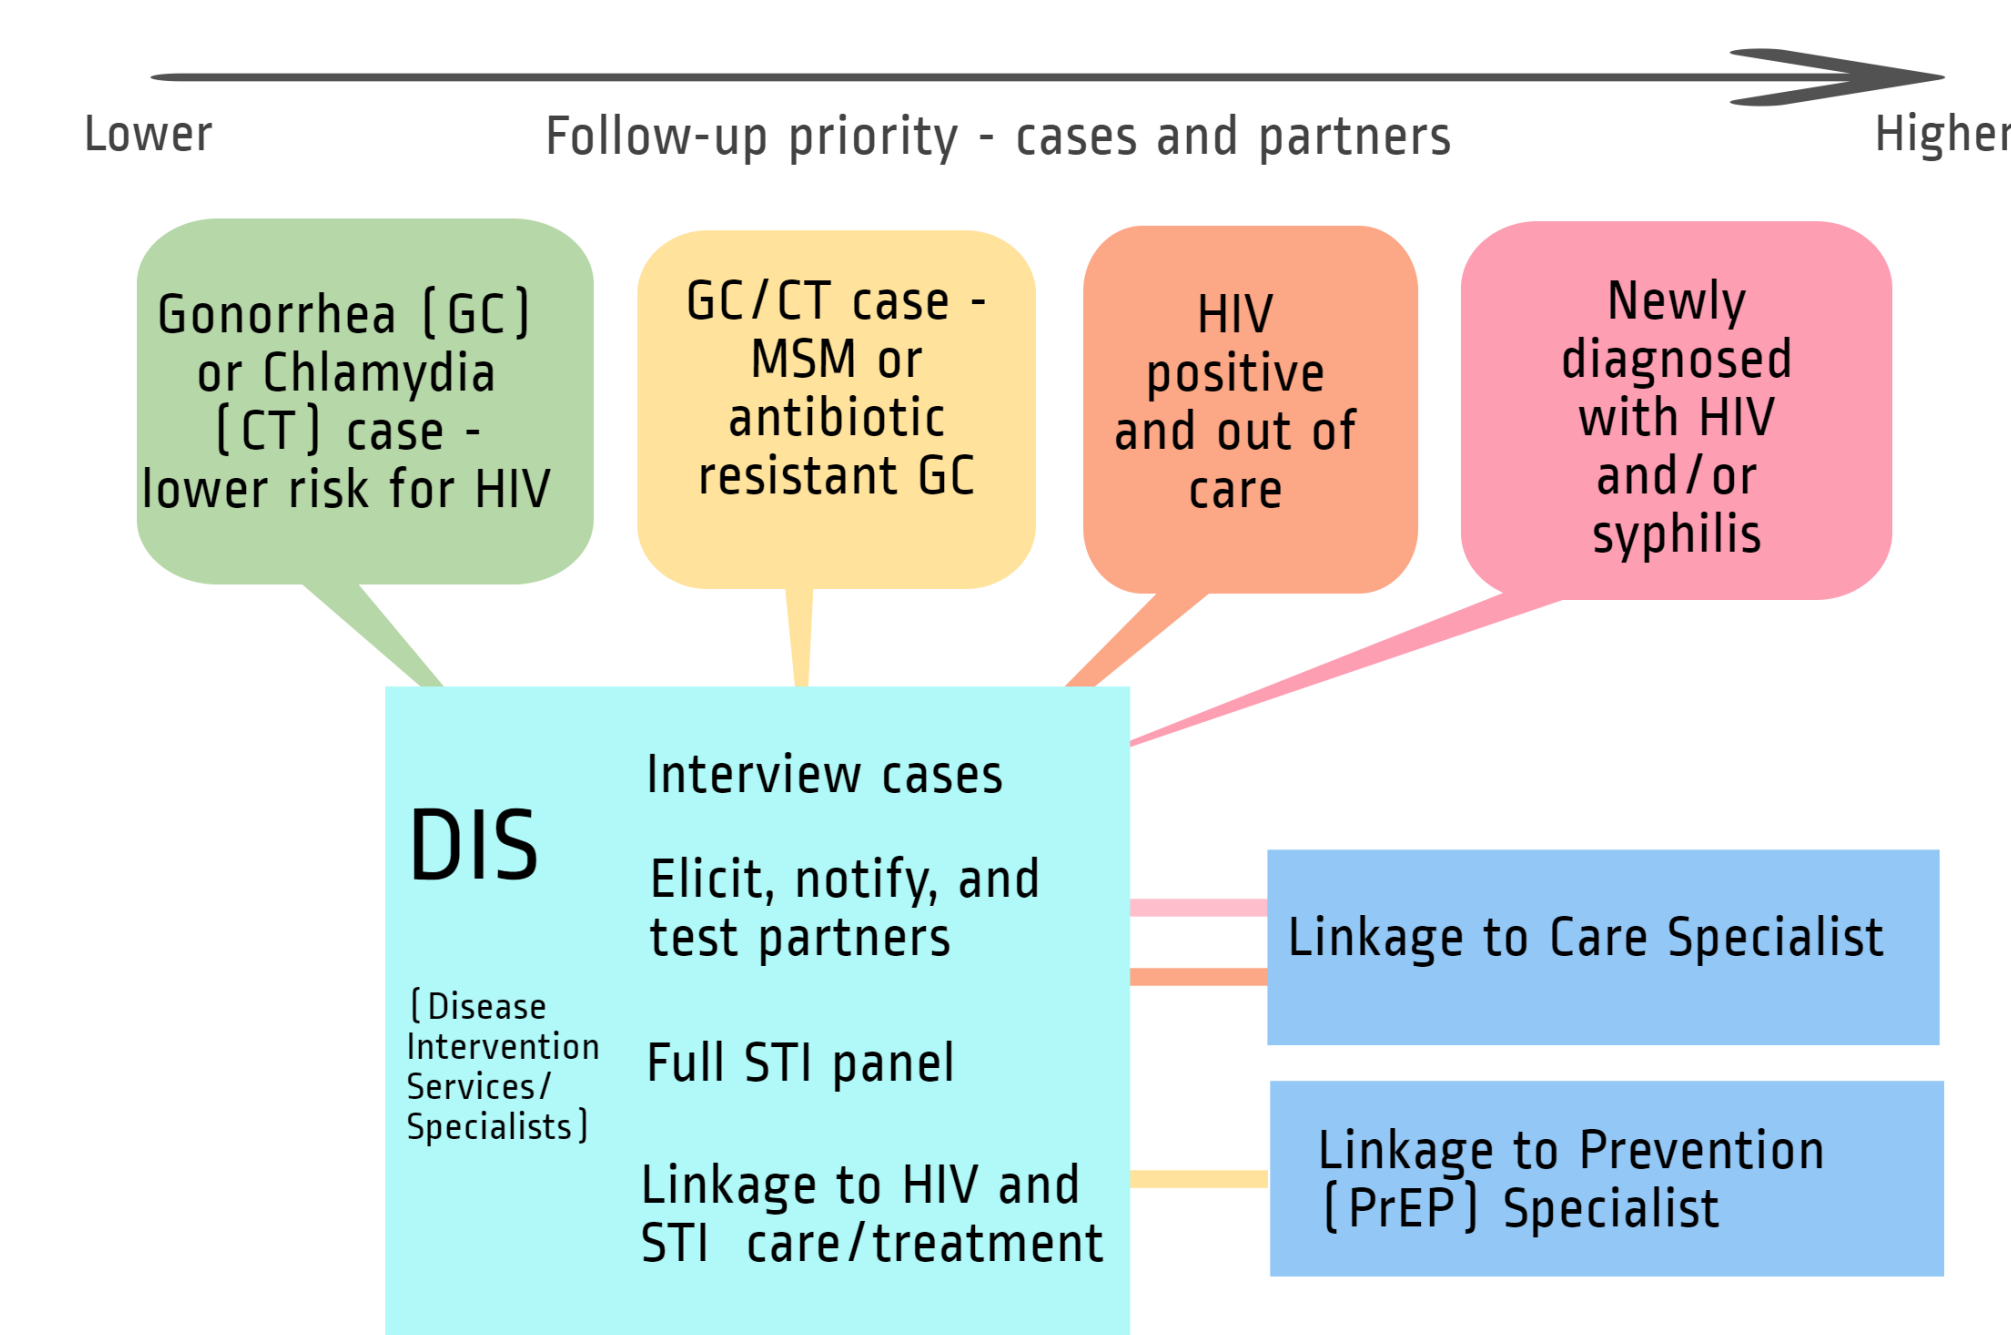 Lower
Follow-up priority - cases and partners
Higher
Gonorrhea (GC)
or Chlamydia
(CT) case -
lower risk for HIV
GC/CT case -
MSM or
antibiotic
resistant GC
HIV
positive
and out of
care
Newly
diagnosed
with HIV
and/or
syphilis
DIS
(Disease
Intervention
Services/
Specialists)
Interview cases
Elicit, notify, and
test partners
Full STI panel
Linkage to HIV and
STI care/treatment
Linkage to Care Specialist
Linkage to Prevention
(PrEP) Specialist